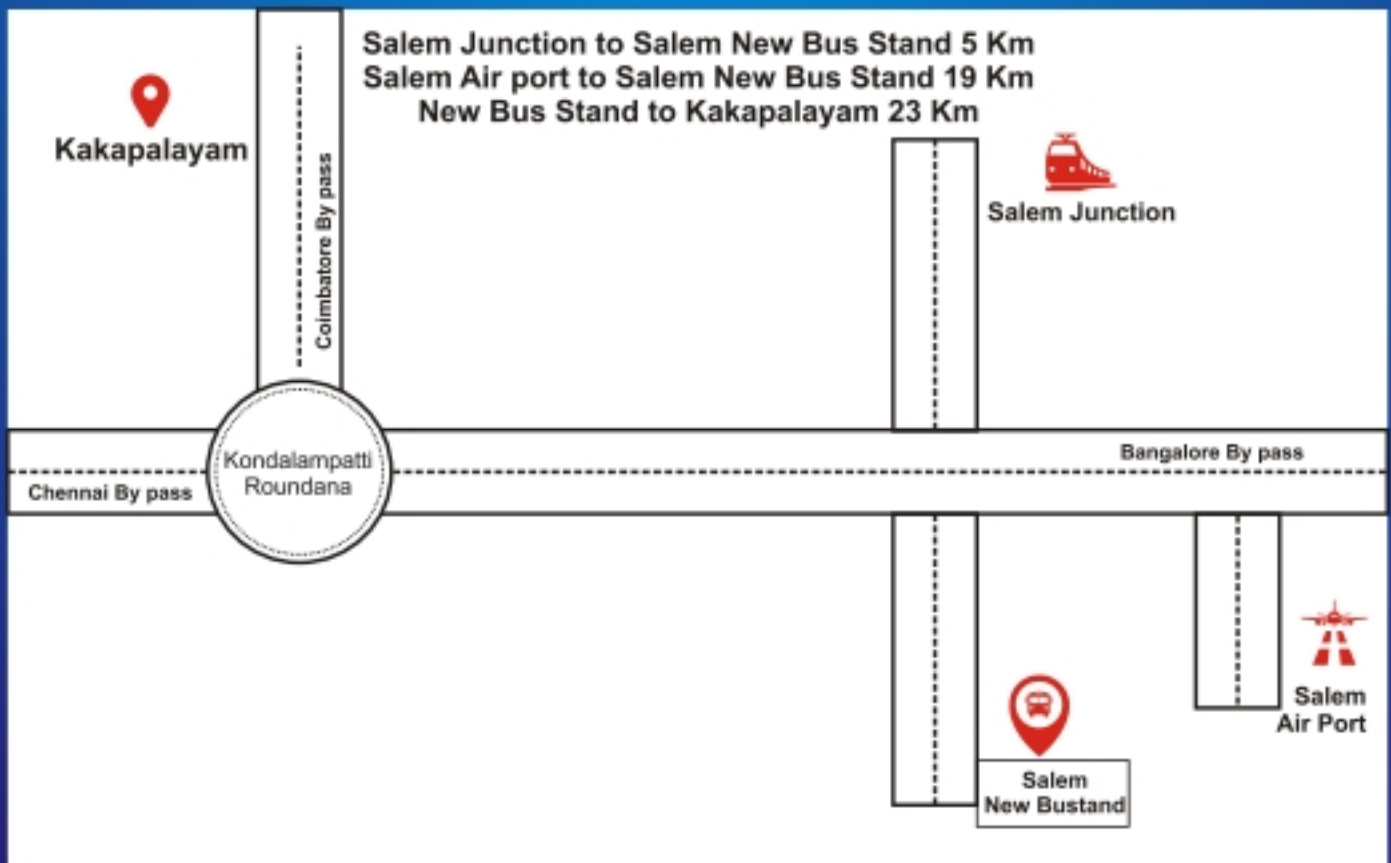 Salem Junction to Salem New Bus Stand 5 Km
Salem Air port to Salem New Bus Stand 19 Km
New Bus Stand to Kakapalayam 23 Km
Kakapalayam
Coimbatore By pass
Salem Junction
Kondalampatti
Roundana
Bangalore By pass
Chennai By pass
Salem
Air Port
Salem
New Bustand